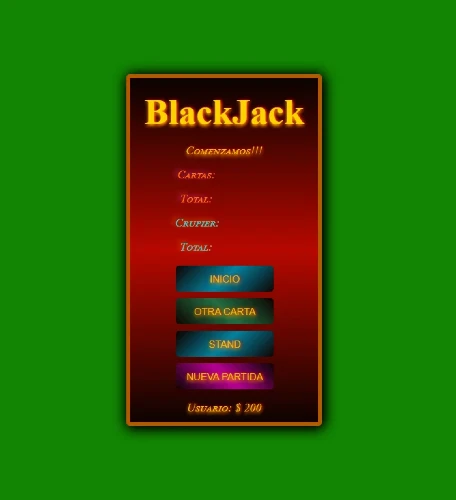 BlackJack
Comenzamos!!!
Cartas:
Total:
Crupier:
Total:
INICIO
OTRA CARTA
STAND
NUEVA PARTIDA
Usuario: $ 200